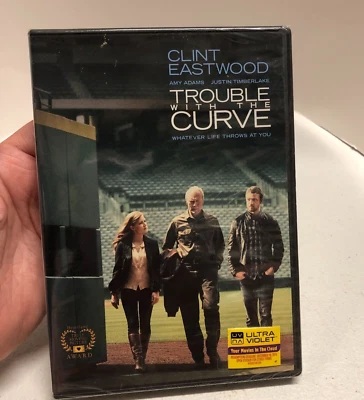 CLINT
EASTWOOD
AMY ADAMS JUSTIN TIMBERLAKE
TROUBLE
WITH THE
CURVE
WHATEVER LIFE THROWS AT YOU
UV
ULTRA
VIOLET
Your Movies In The Cloud
AWARD